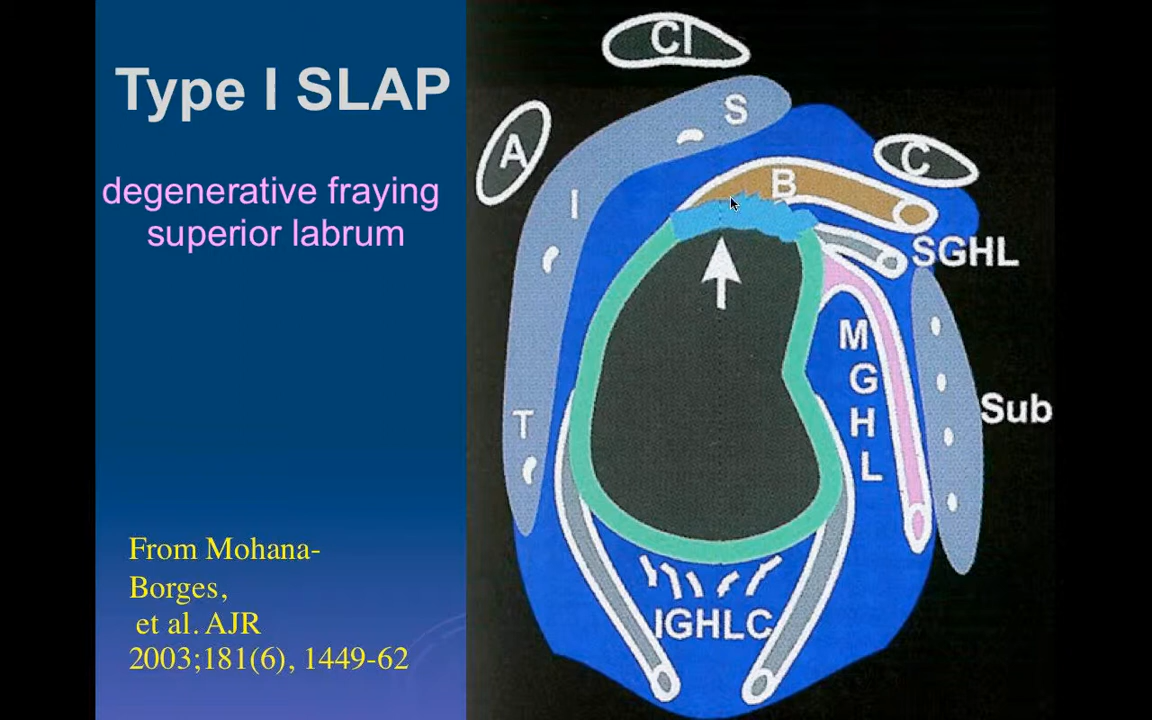 Type I SLAP
degenerative fraying
superior labrum
From Mohana-
Borges,
et al. AJR
2003;181(6), 1449-62
Cl
S
A
C
B
I
SGHL
M
G
H
L
Sub
T
IGHLC